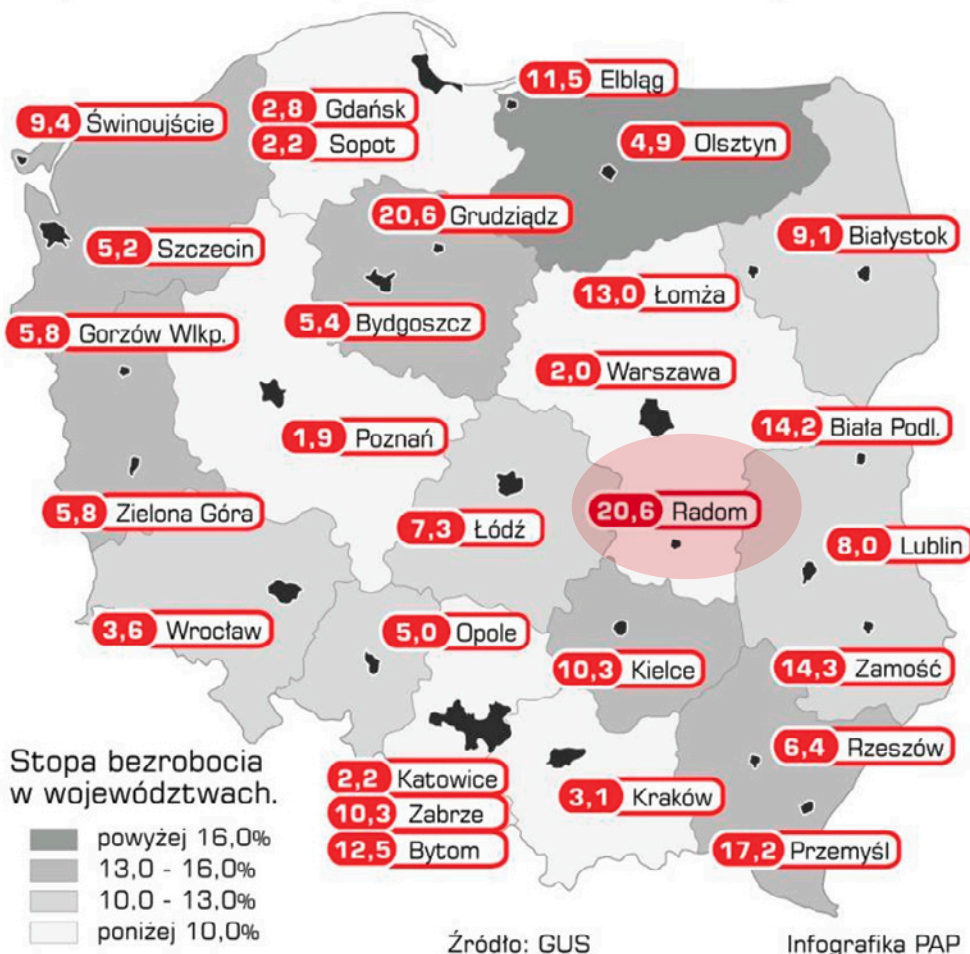 11,5 Elbląg
9,4 Świnoujście
2,8 Gdańsk
2,2 Sopot
4,9 Olsztyn
20,6 Grudziądz
9,1 Białystok
5,2 Szczecin
13,0 Łomża
5,8 Gorzów Wlkp.
5,4 Bydgoszcz
2,0 Warszawa
14,2 Biała Podl.
1,9 Poznań
5,8 Zielona Góra
7,3 Łódź
20,6 Radom
8,0 Lublin
3,6 Wrocław
5,0 Opole
10,3 Kielce
14,3 Zamość
6,4 Rzeszów
2,2 Katowice
10,3 Zabrze
12,5 Bytom
3,1 Kraków
17,2 Przemyśl
Stopa bezrobocia
w województwach.
powyżej 16,0%
13,0 - 16,0%
10,0 - 13,0%
poniżej 10,0%
Źródło: GUS
Infografika PAP